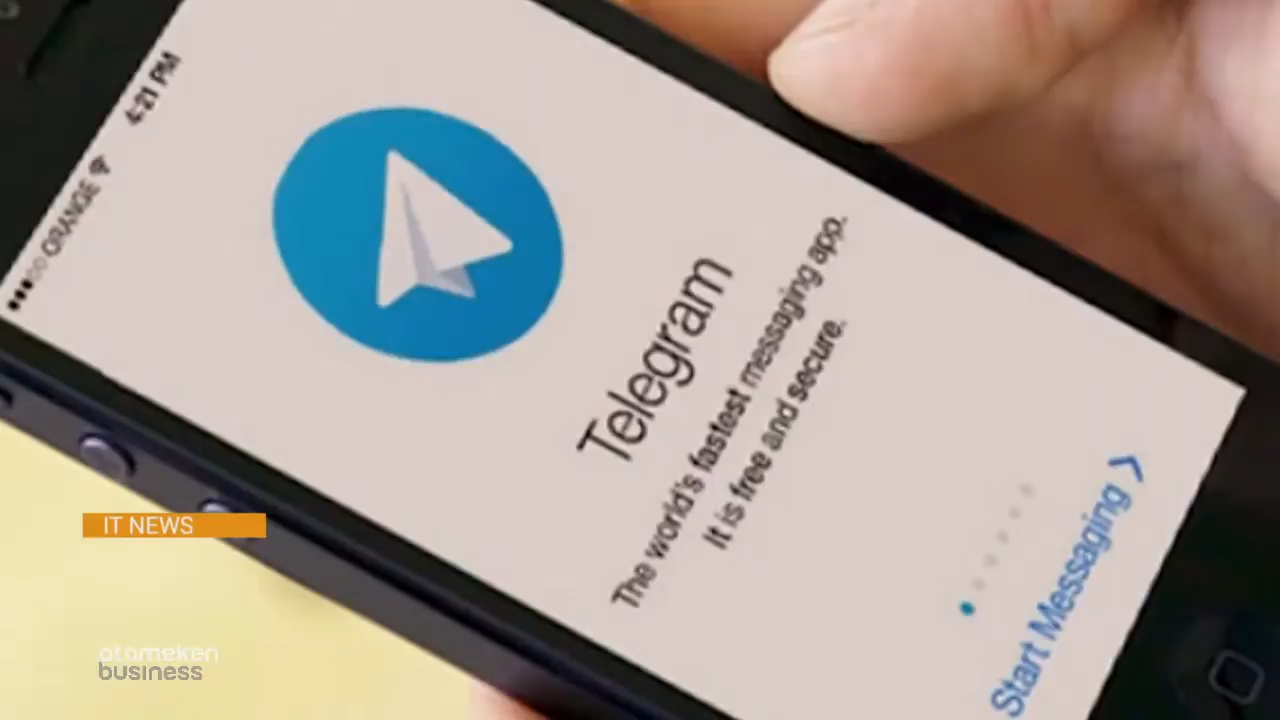 ●●●○○ ORANGE 4:21 PM
Telegram
The world's fastest messaging app.
It is free and secure.
Start Messaging
IT NEWS
atameken
business